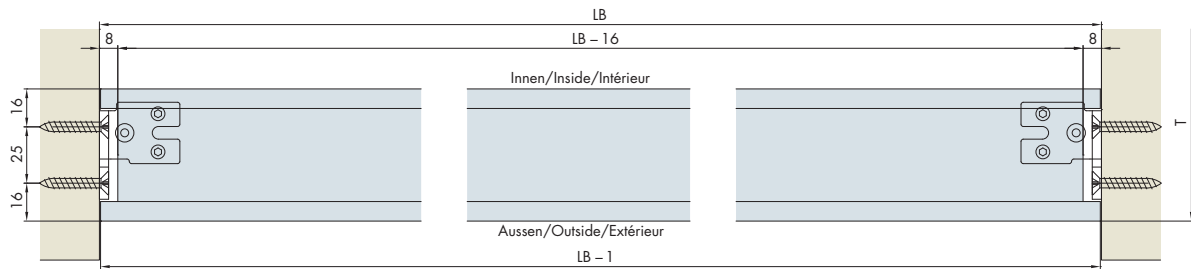 LB
8
LB – 16
8
Innen/Inside/Intérieur
16
25
16
T
Aussen/Outside/Extérieur
LB – 1